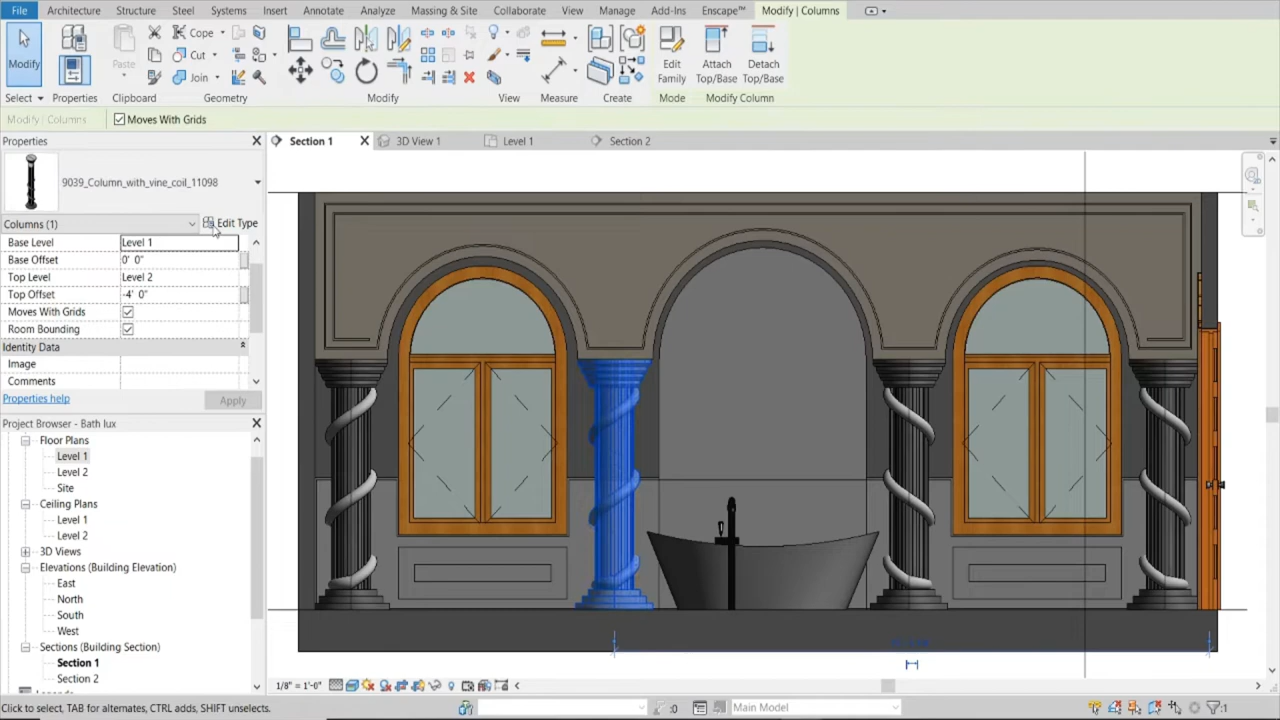 File Architecture Structure Steel Systems Insert Annotate Analyze Massing & Site Collaborate View Manage Add-Ins Enscape™ Modify | Columns
Cope
Cut
Join
Modify
Paste
Edit Family
Attach Top/Base
Detach Top/Base
Select Properties Clipboard Geometry Modify View Measure Create Mode Modify Column
Modify | Columns Moves With Grids
Properties
Section 1 3D View 1 Level 1 Section 2
9039_Column_with_vine_coil_11098
Columns (1) Edit Type
Base Level Level 1
Base Offset 0' 0"
Top Level Level 2
Top Offset -4' 0"
Moves With Grids
Room Bounding
Identity Data
Image
Comments
Properties help Apply
Project Browser - Bath lux
Floor Plans
Level 1
Level 2
Site
Ceiling Plans
Level 1
Level 2
3D Views
Elevations (Building Elevation)
East
North
South
West
Sections (Building Section)
Section 1
Section 2
1/8" = 1'-0"
Click to select, TAB for alternates, CTRL adds, SHIFT unselects. :0 Main Model :1